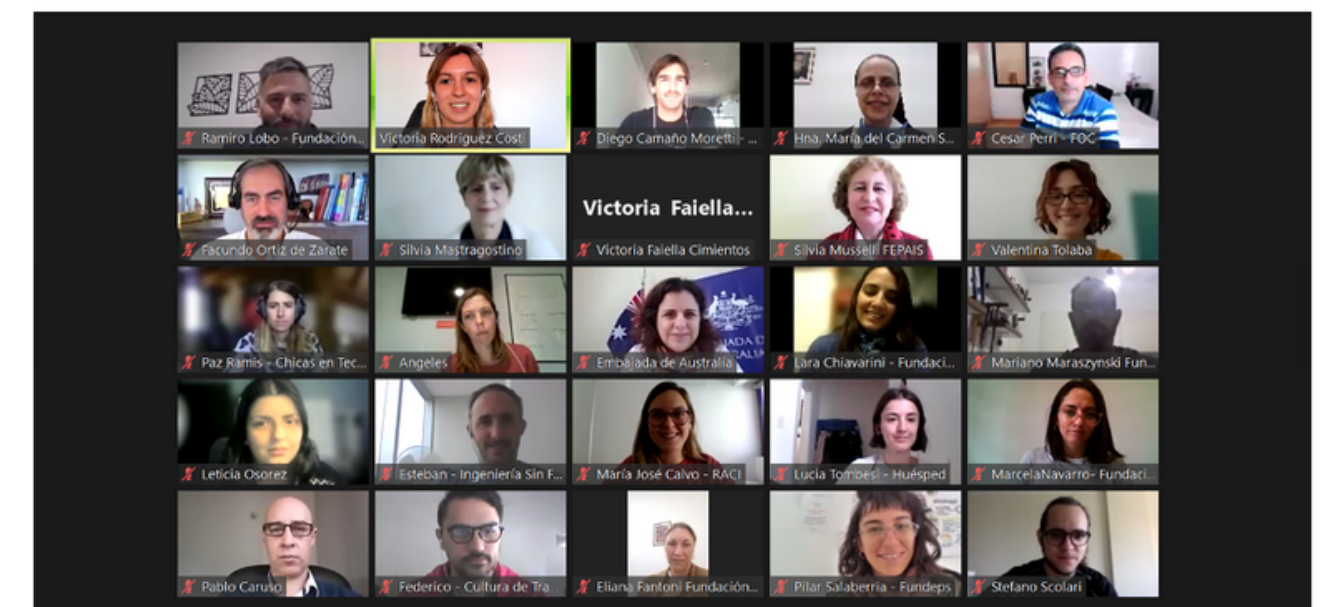 Ramiro Lobo - Fundación...
Victoria Rodriguez Costi
Diego Camaño Moretti - ...
Hna. María del Carmen S...
Cesar Perri - FOC
Facundo Ortiz de Zarate
Silvia Mastragostino
Victoria Faiella...
Victoria Faiella Cimientos
Silvia Musselli FEPAIS
Valentina Tolaba
Paz Ramis - Chicas en Tec...
Angeles
Embajada de Australia
Lara Chiavarini - Fundaci...
Mariano Maraszynski Fun...
Leticia Osorez
Esteban - Ingeniería Sin F...
María José Calvo - RACI
Lucia Tombesi - Huésped
MarcelaNavarro- Fundaci...
Pablo Caruso
Federico - Cultura de Tra...
Eliana Fantoni Fundación...
Pilar Salaberria - Fundeps
Stefano Scolari